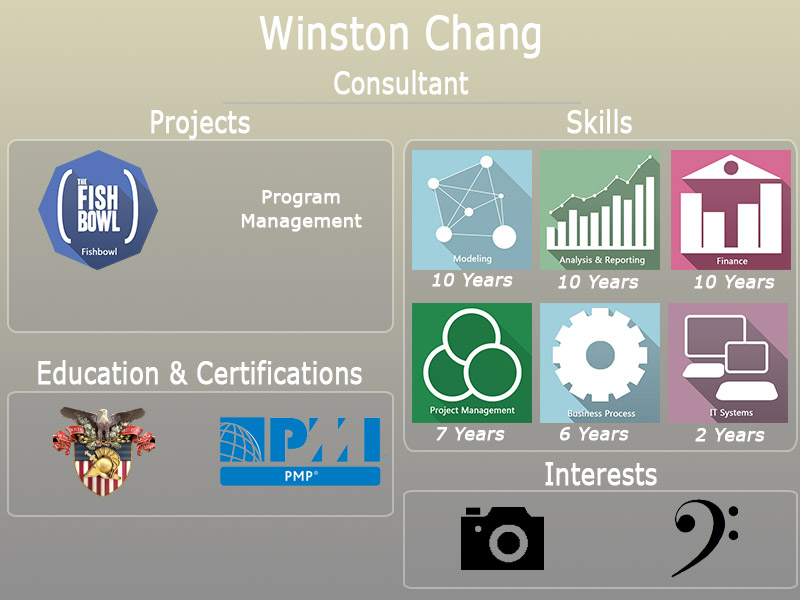 Winston Chang
Consultant
Projects
THE
FISH
BOWL
Fishbowl
Program
Management
Skills
Modeling
Analysis & Reporting
Finance
10 Years
10 Years
10 Years
Project Management
Business Process
IT Systems
7 Years
6 Years
2 Years
Education & Certifications
PMI
PMP®
Interests